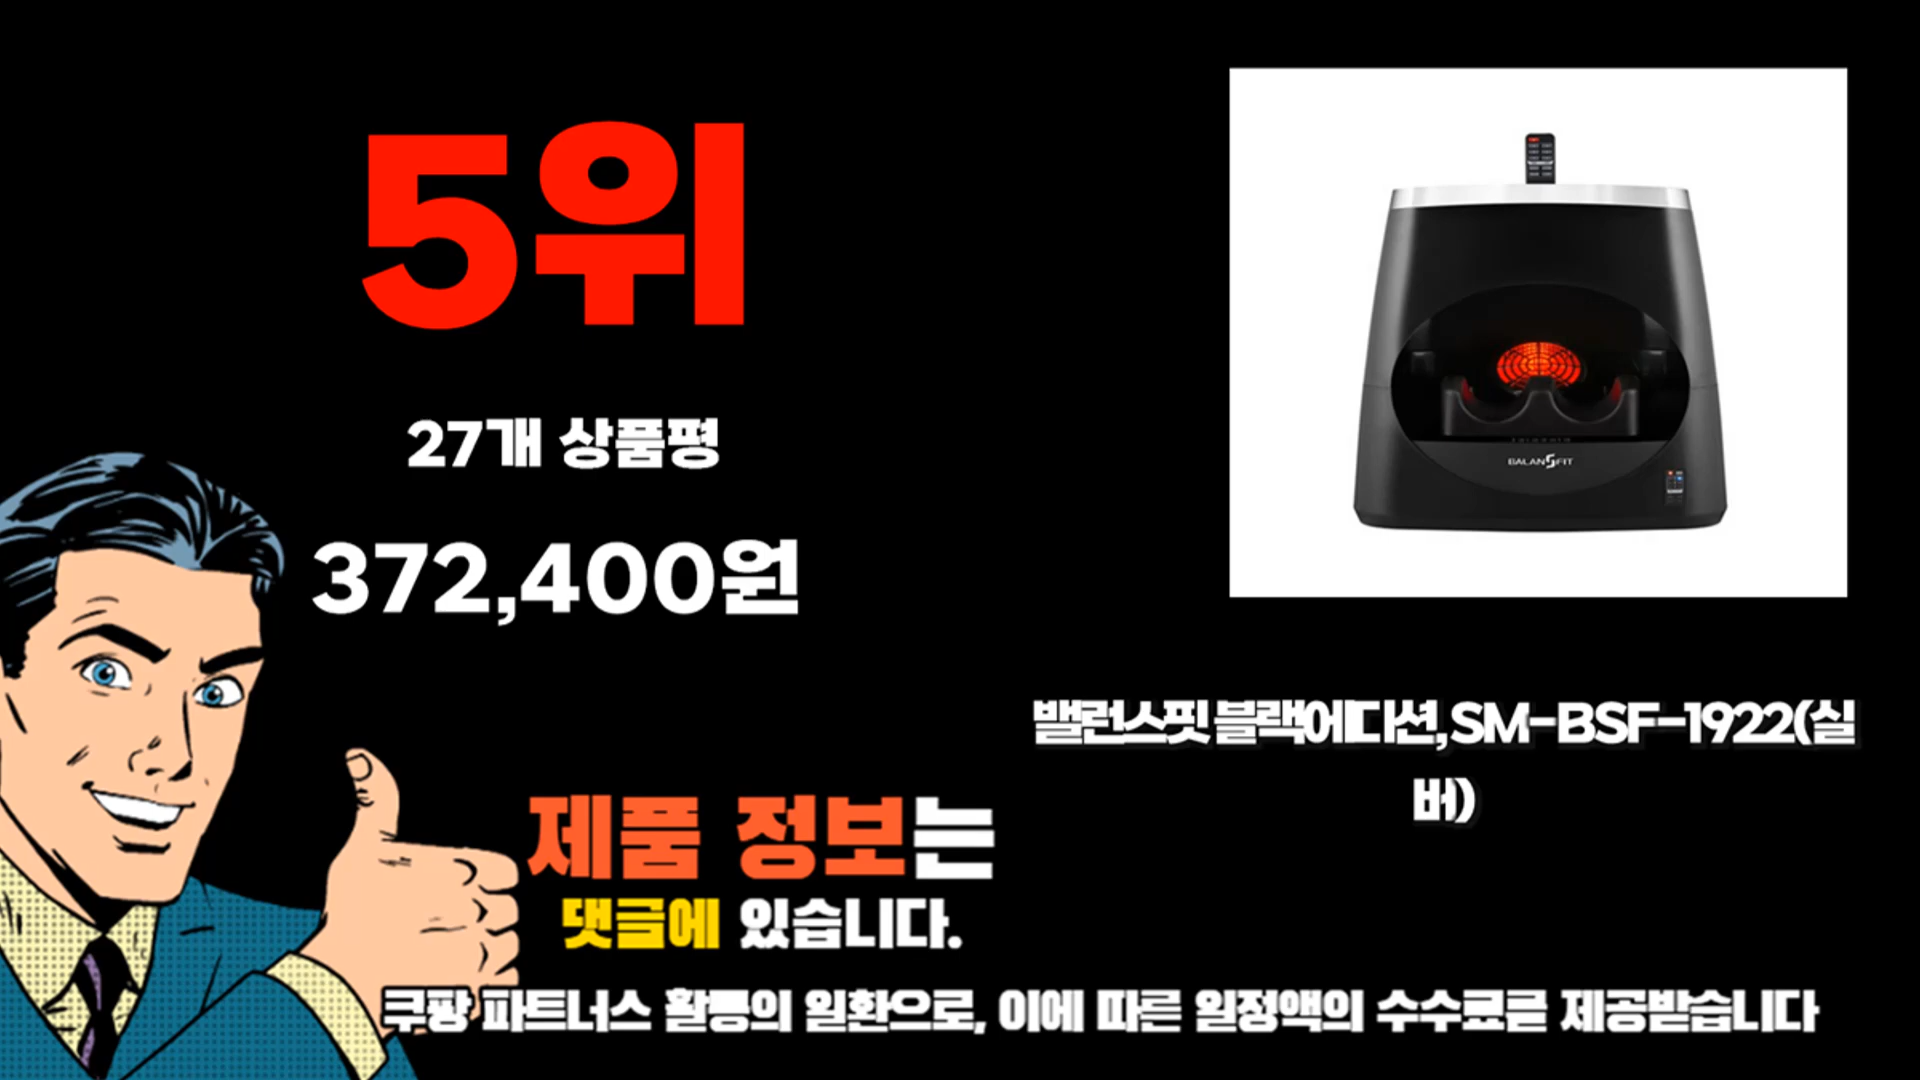 5위
27개 상품평
372,400원
BALANSFIT
밸런스핏 블랙에디션, SM-BSF-1922(실
버)
제품 정보는
댓글에 있습니다.
쿠팡 파트너스 활동의 일환으로, 이에 따른 일정액의 수수료를 제공받습니다